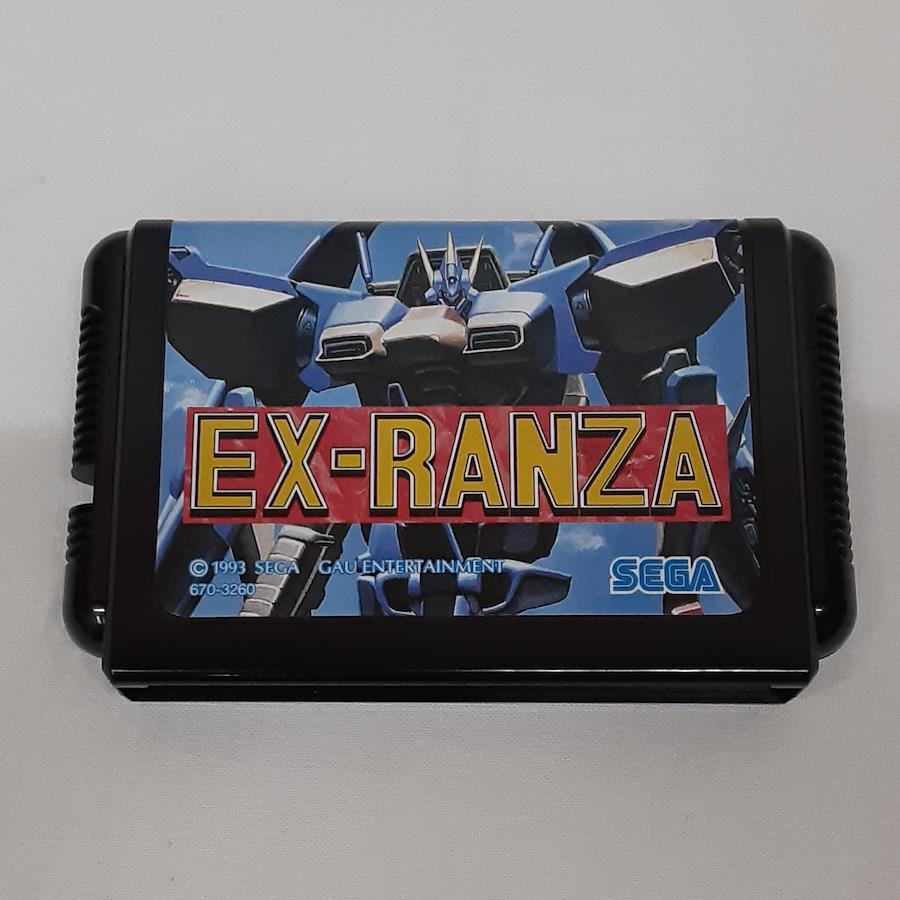 EX-RANZA
© 1993 SEGA GAU ENTERTAINMENT
670-3260
SEGA